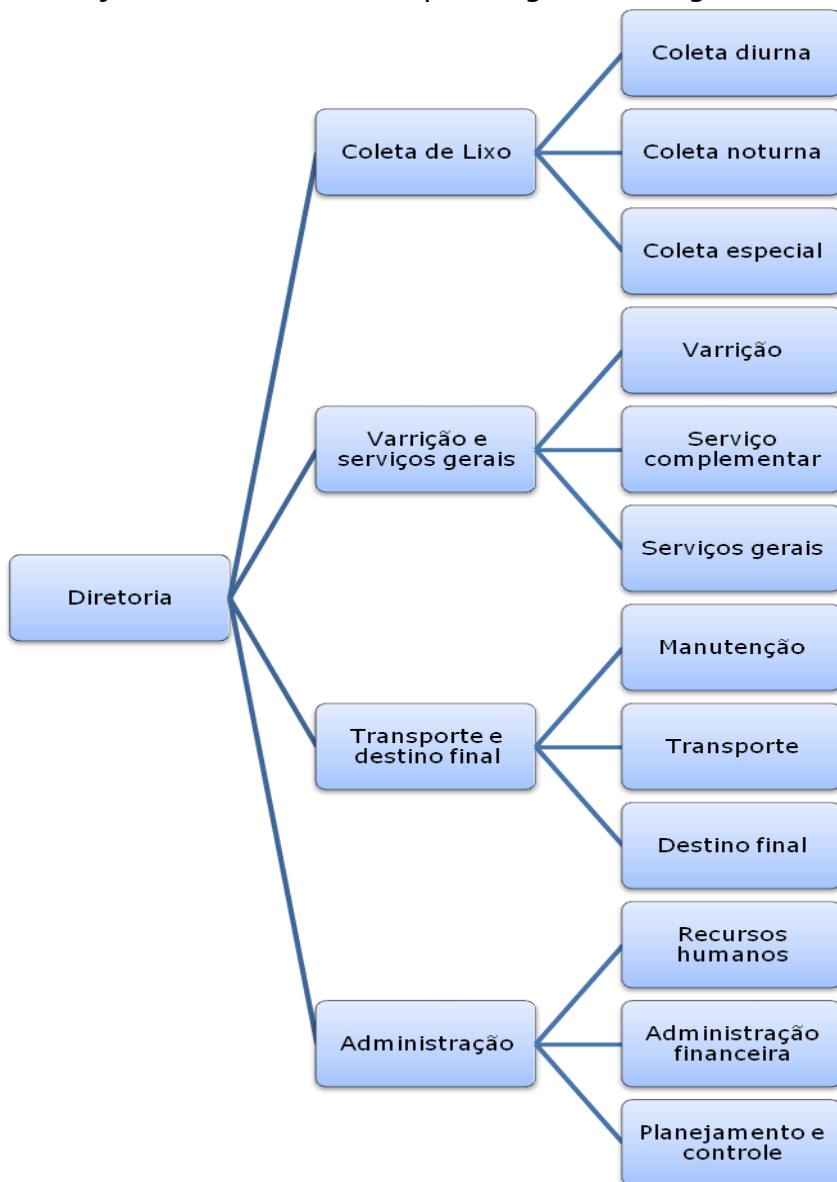 Coleta diurna
Coleta de Lixo
Coleta noturna
Coleta especial
Varrição
Varrição e
serviços gerais
Serviço
complementar
Serviços gerais
Diretoria
Manutenção
Transporte e
destino final
Transporte
Destino final
Recursos
humanos
Administração
Administração
financeira
Planejamento e
controle